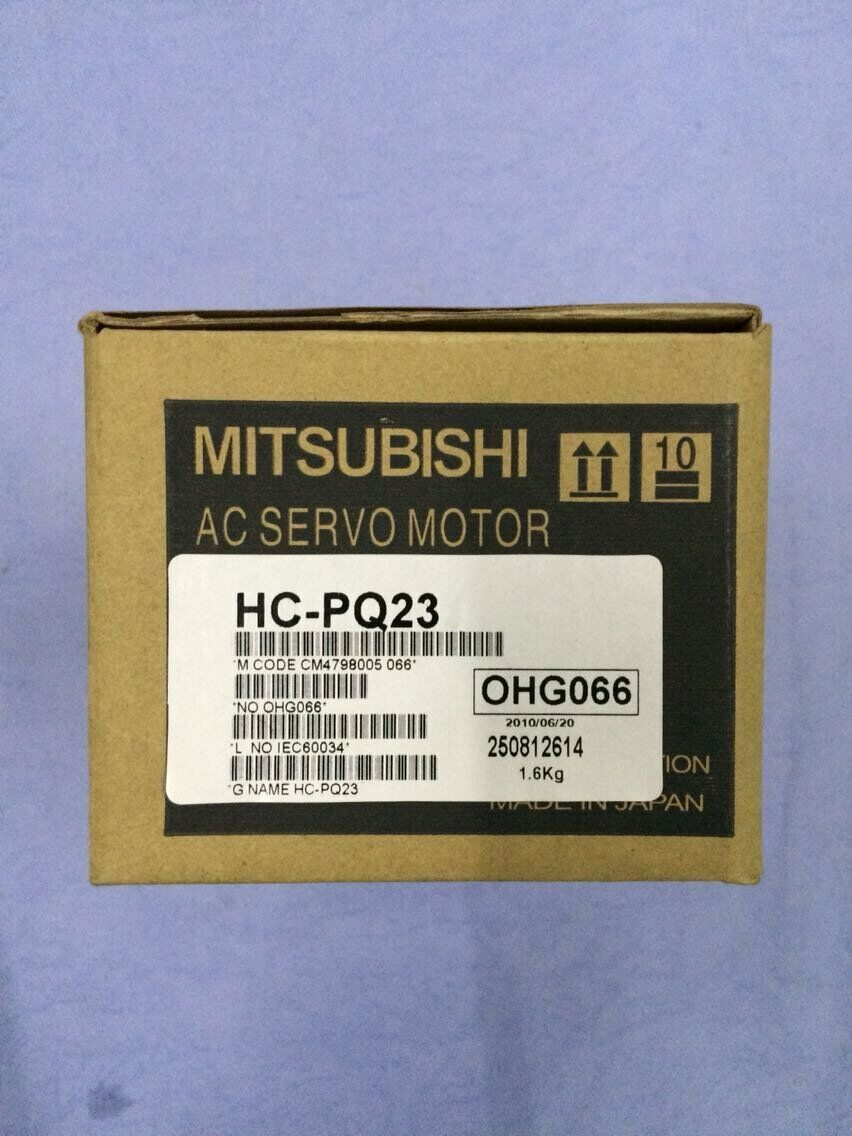 MITSUBISHI
10
AC SERVO MOTOR
HC-PQ23
*M CODE CM4798005 066*
*NO OHG066*
OHG066
2010/06/20
*L NO IEC60034*
250812614
1.6Kg
*G NAME HC-PQ23
MADE IN JAPAN